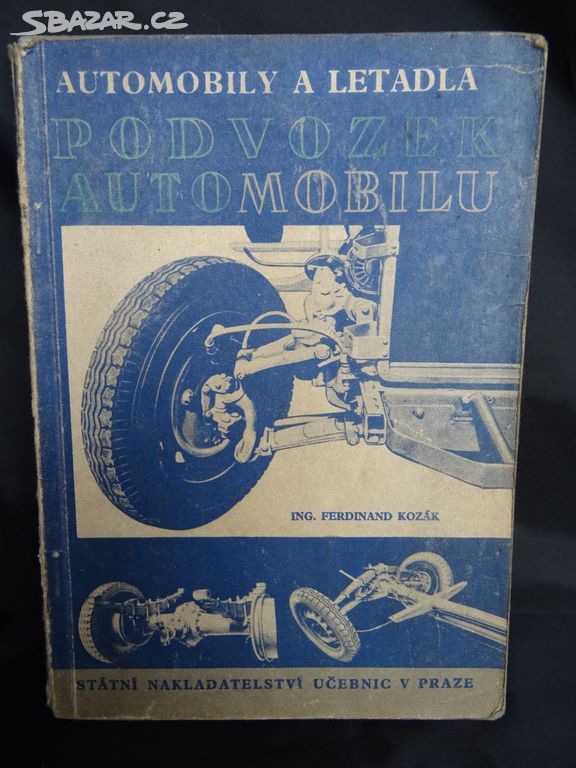 SBAZAR.CZ
AUTOMOBILY A LETADLA
PODVOZEK
AUTOMOBILU
ING. FERDINAND KOZÁK
STÁTNÍ NAKLADATELSTVÍ UČEBNIC V PRAZE